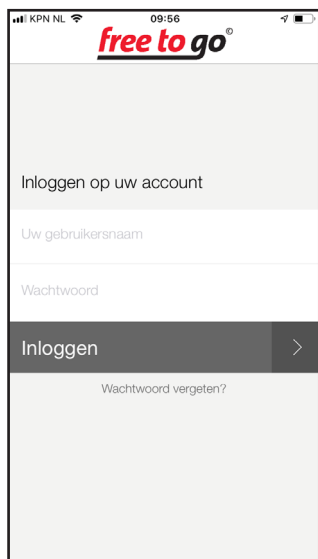 KPN NL 09:56
free to go©
Inloggen op uw account
Uw gebruikersnaam
Wachtwoord
Inloggen
Wachtwoord vergeten?